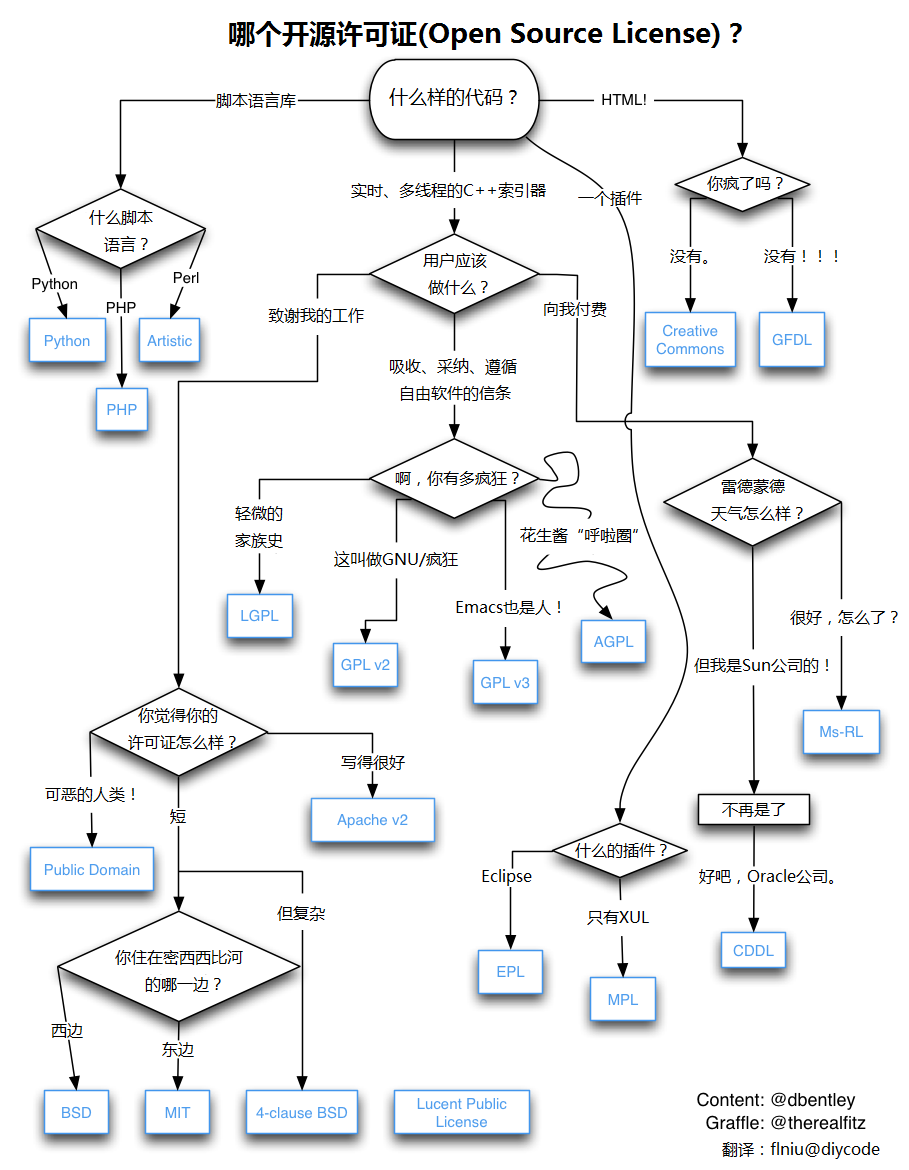 哪个开源许可证(Open Source License)？
什么样的代码？
脚本语言库
HTML!
实时、多线程的C++索引器
一个插件
你疯了吗？
没有。
没有！！！
Creative
Commons
GFDL
什么脚本
语言？
Python
PHP
Perl
Python
Artistic
PHP
用户应该
做什么？
致谢我的工作
向我付费
吸收、采纳、遵循
自由软件的信条
啊，你有多疯狂？
轻微的
家族史
这叫做GNU/疯狂
Emacs也是人！
花生酱“呼啦圈”
LGPL
GPL v2
GPL v3
AGPL
雷德蒙德
天气怎么样？
很好，怎么了？
但我是Sun公司的！
Ms-RL
不再是了
好吧，Oracle公司。
CDDL
你觉得你的
许可证怎么样？
可恶的人类！
短
写得很好
Public Domain
Apache v2
但复杂
你住在密西西比河
的哪一边？
西边
东边
BSD
MIT
4-clause BSD
Lucent Public
License
什么的插件？
Eclipse
只有XUL
EPL
MPL
Content: @dbentley
Graffle: @therealfitz
翻译：flniu@diycode